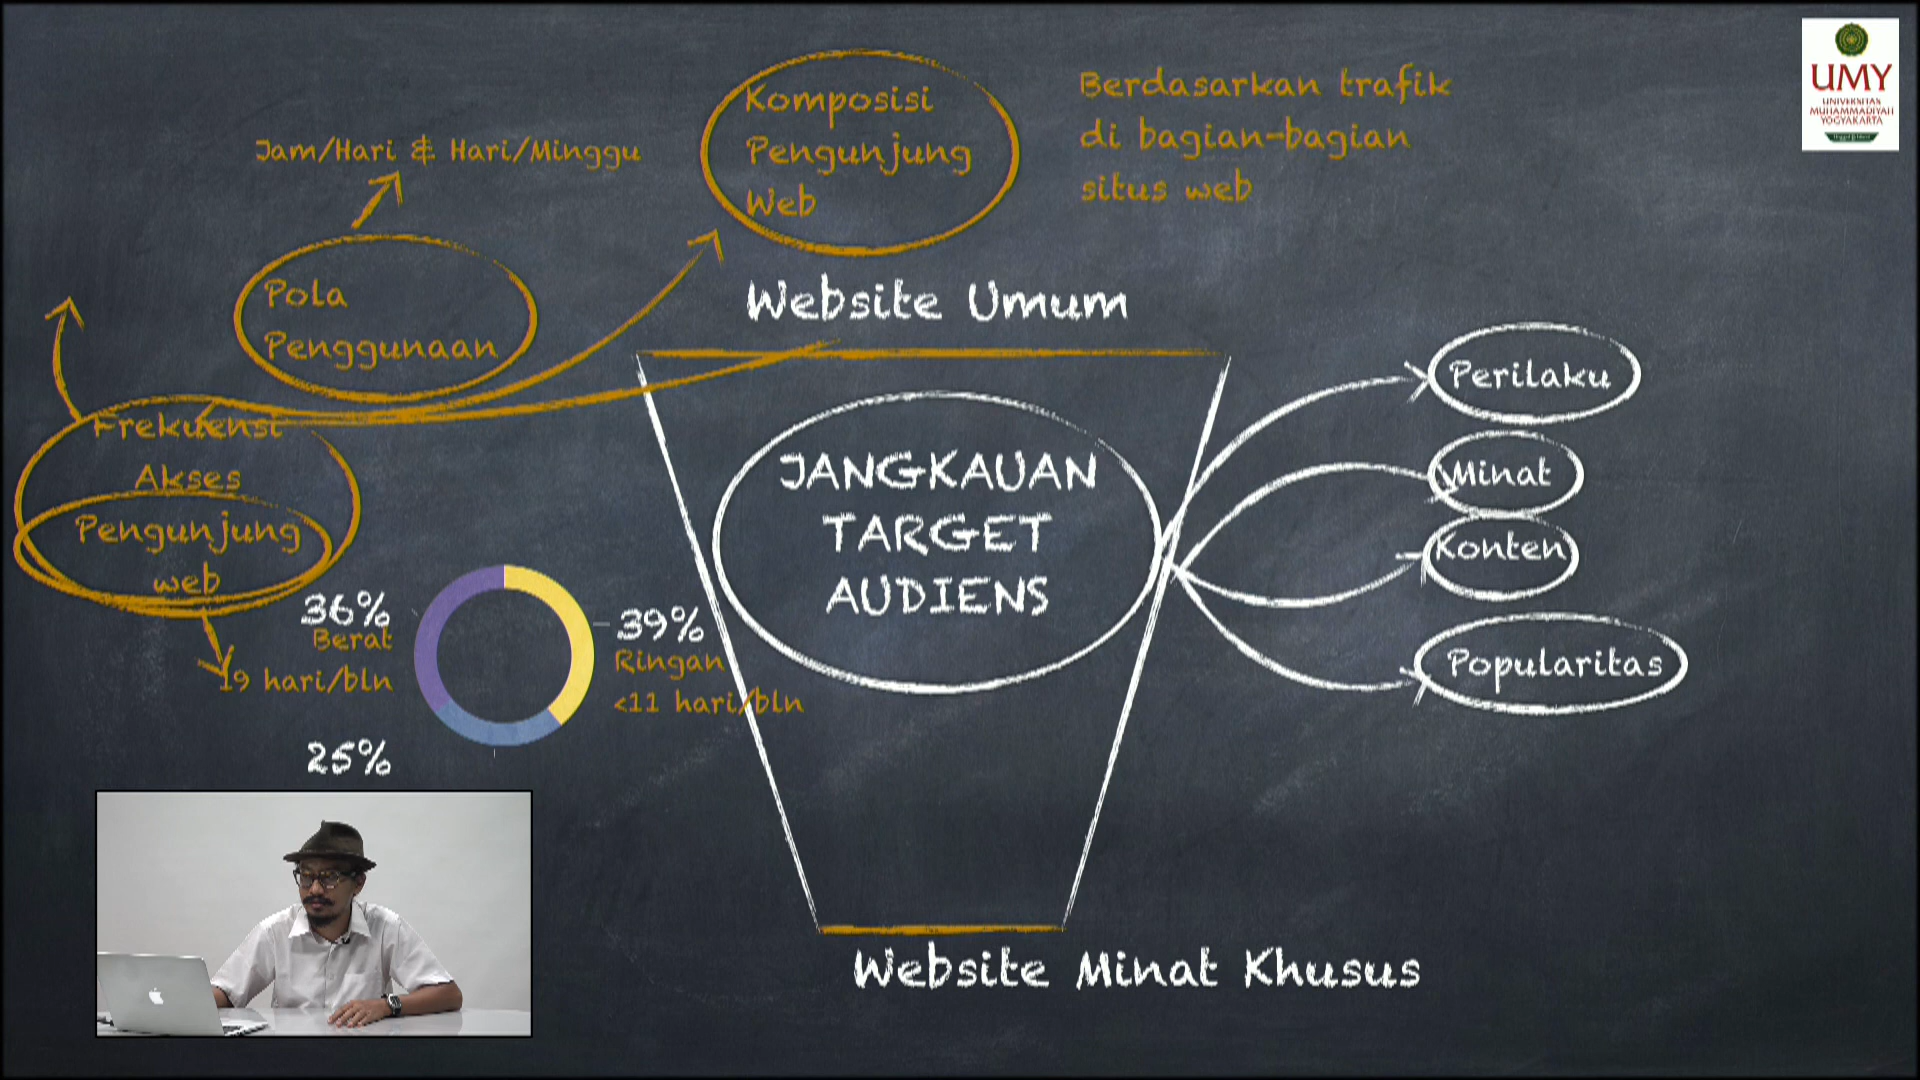 Komposisi
Pengunjung
Web
Berdasarkan trafik
di bagian-bagian
situs web
UMY
UNIVERSITAS
MUHAMMADIYAH
YOGYAKARTA
Jam/Hari & Hari/Minggu
Pola
Penggunaan
Website Umum
Frekuensi
Akses
Pengunjung
web
JANGKAUAN
TARGET
AUDIENS
Perilaku
Minat
Konten
Popularitas
36%
Berat
19 hari/bln
39%
Ringan
<11 hari/bln
25%
Website Minat Khusus